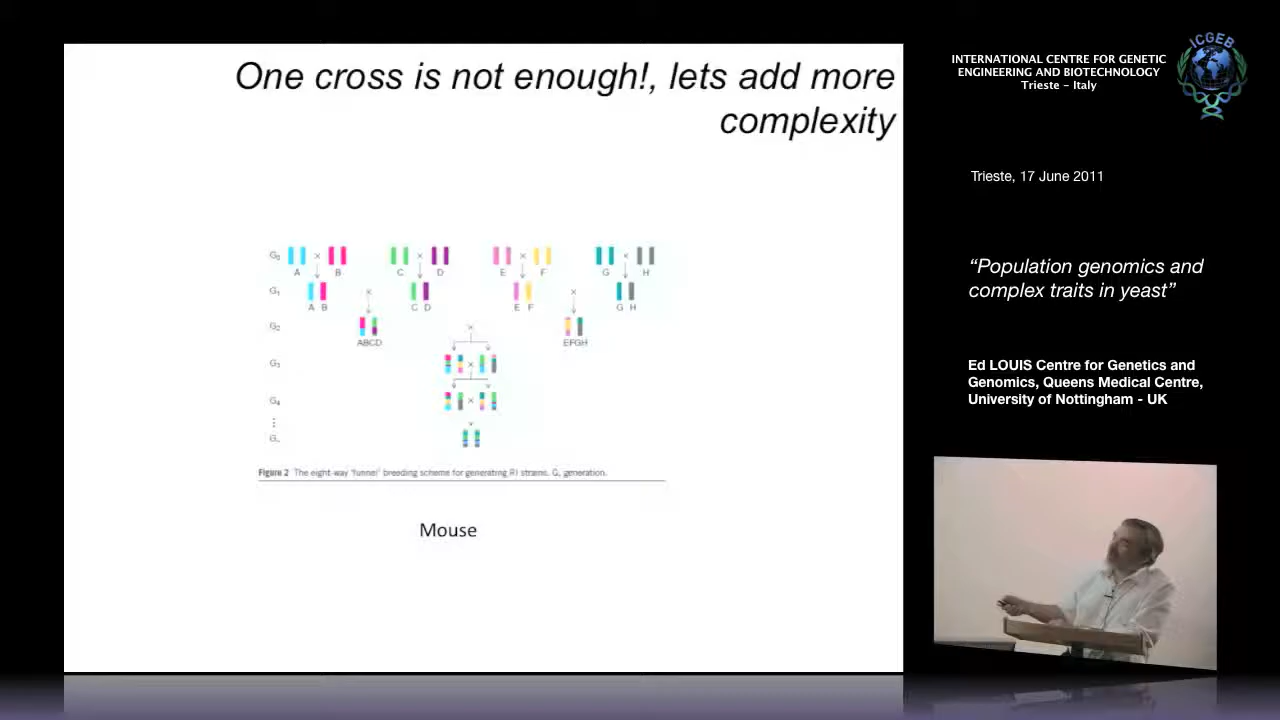 One cross is not enough!, lets add more
complexity
G₀ A × B C × D E × F G × H
G₁ A B × C D E F × G H
G₂ ABCD × EFGH
G₃ ×
G₄ ×
⋮
Figure 2 The eight-way 'funnel' breeding scheme for generating RI strains. G, generation.
Mouse
ICGEB
INTERNATIONAL CENTRE FOR GENETIC
ENGINEERING AND BIOTECHNOLOGY
Trieste - Italy
Trieste, 17 June 2011
“Population genomics and
complex traits in yeast”
Ed LOUIS Centre for Genetics and
Genomics, Queens Medical Centre,
University of Nottingham - UK